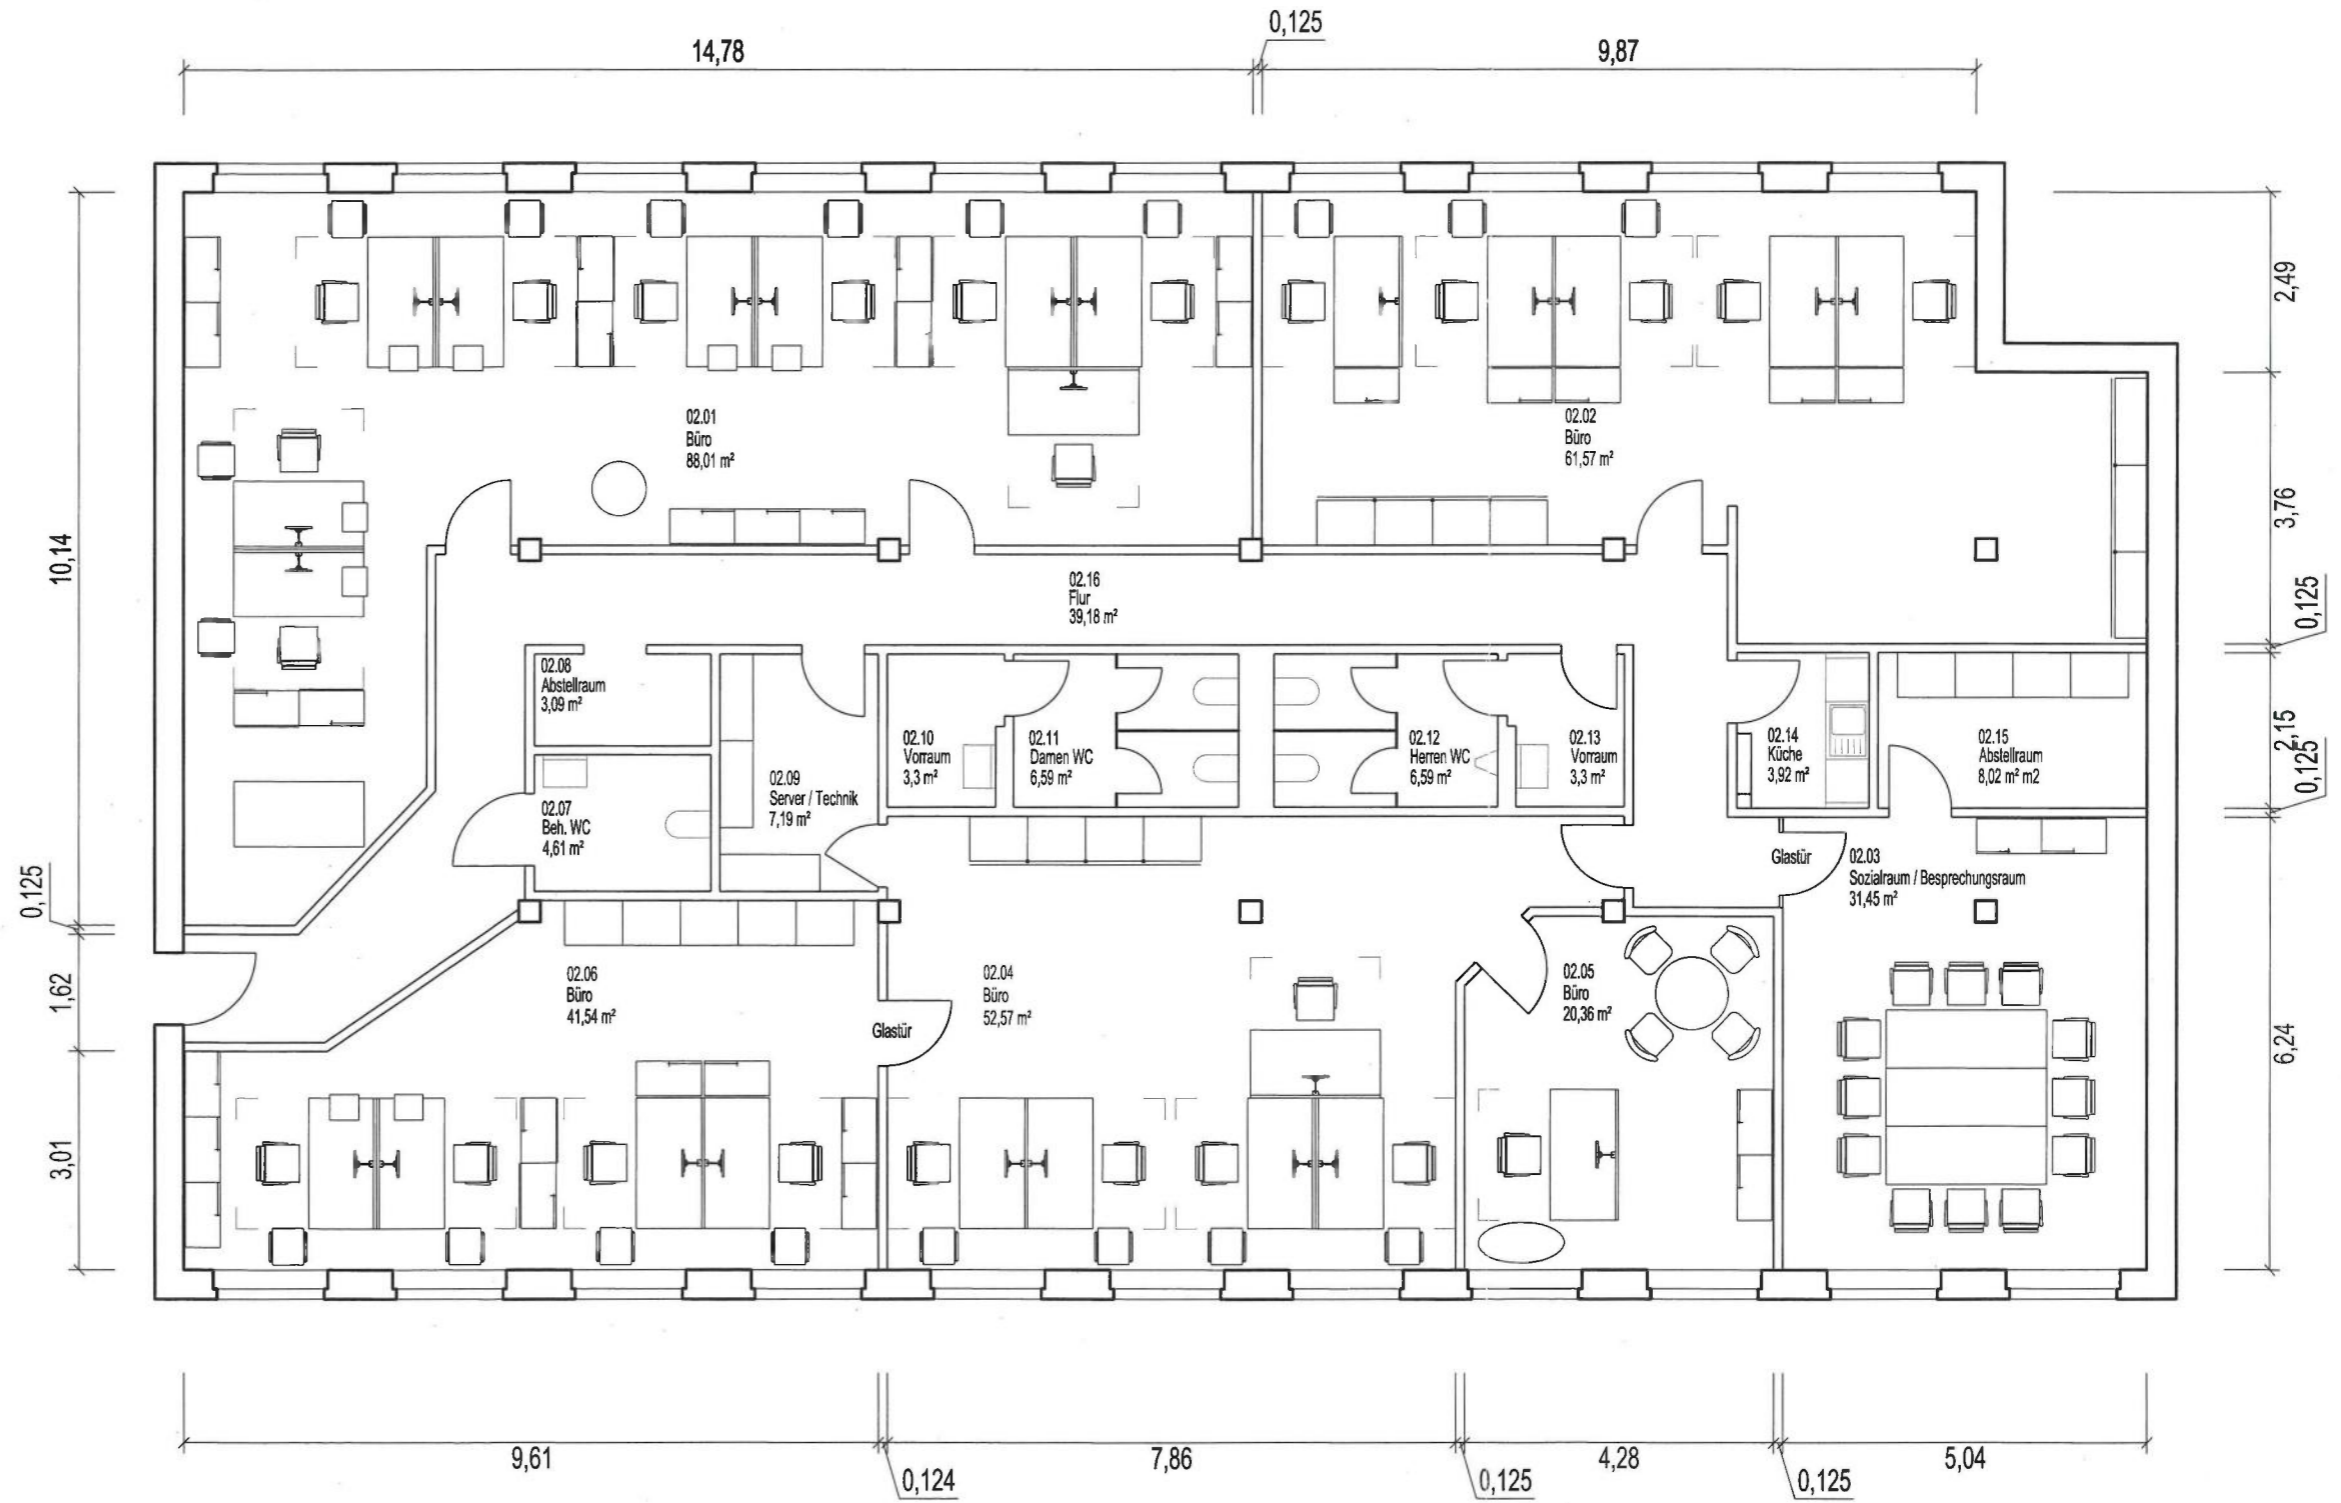 0,125
14,78
9,87
2,49
02.01
Büro
88,01 m²
02.02
Büro
61,57 m²
3,76
10,14
02.16
Flur
39,18 m²
0,125
02.08
Abstellraum
3,09 m²
02.10
Vorraum
3,3 m²
02.11
Damen WC
6,59 m²
02.12
Herren WC
6,59 m²
02.13
Vorraum
3,3 m²
02.14
Küche
3,92 m²
02.15
Abstellraum
8,02 m² m2
2,15
0,125
02.09
Server / Technik
7,19 m²
02.07
Beh. WC
4,61 m²
Glastür
02.03
Sozialraum / Besprechungsraum
31,45 m²
0,125
1,62
02.06
Büro
41,54 m²
02.04
Büro
52,57 m²
Glastür
02.05
Büro
20,36 m²
6,24
3,01
9,61
0,124
7,86
0,125
4,28
0,125
5,04